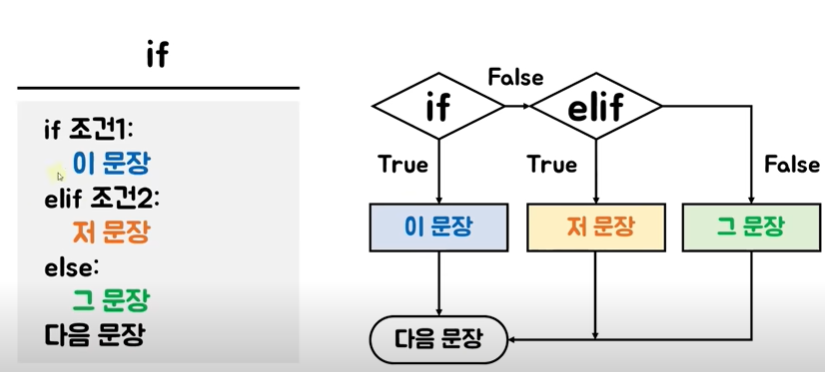 if
if 조건1:
이 문장
elif 조건2:
저 문장
else:
그 문장
다음 문장
False
if
elif
True
True
False
이 문장
저 문장
그 문장
다음 문장